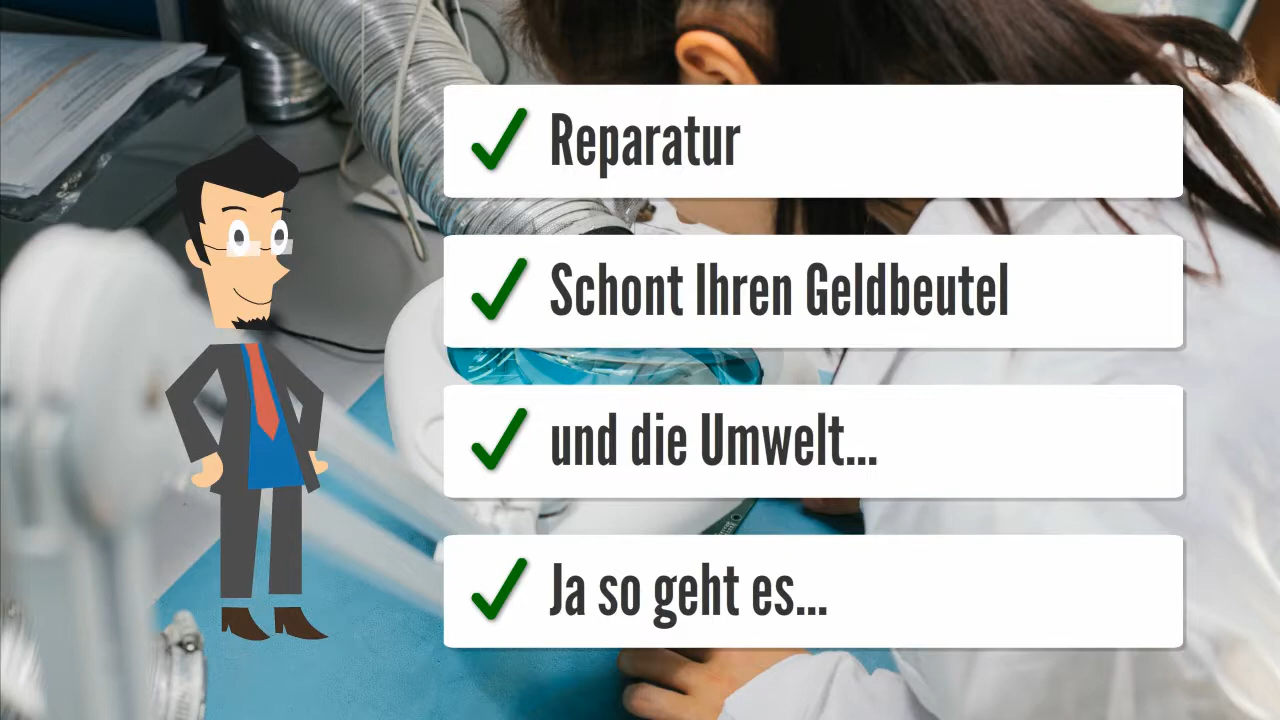 Reparatur
Schont Ihren Geldbeutel
und die Umwelt...
Ja so geht es...